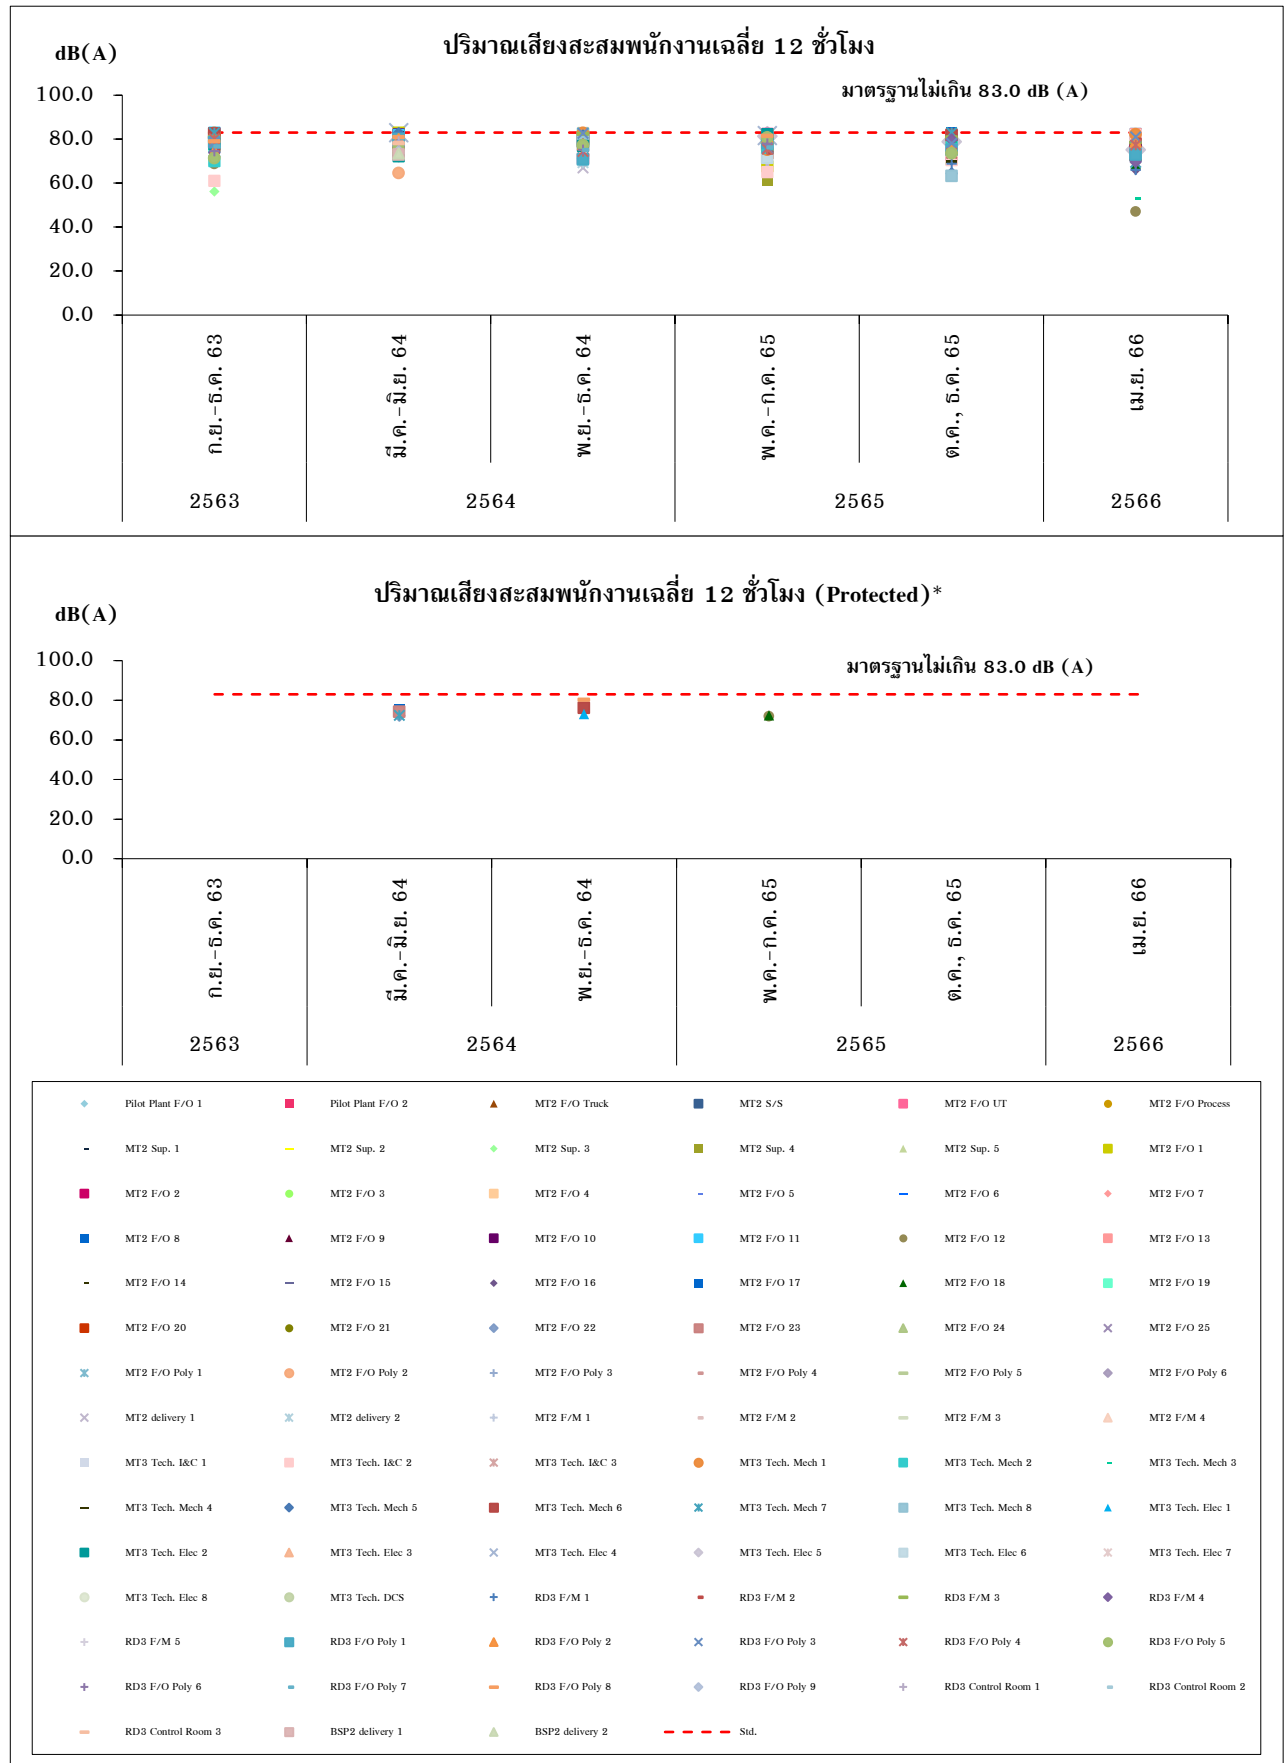 ปริมาณเสียงสะสมพนักงานเฉลี่ย 12 ชั่วโมง
dB(A)
มาตรฐานไม่เกิน 83.0 dB (A)
100.0
80.0
60.0
40.0
20.0
0.0
ก.ย.-ธ.ค. 63
มี.ค.-มิ.ย. 64
พ.ย.-ธ.ค. 64
พ.ค.-ก.ค. 65
ต.ค., ธ.ค. 65
เม.ย. 66
2563 2564 2565 2566
ปริมาณเสียงสะสมพนักงานเฉลี่ย 12 ชั่วโมง (Protected)*
dB(A)
มาตรฐานไม่เกิน 83.0 dB (A)
100.0
80.0
60.0
40.0
20.0
0.0
ก.ย.-ธ.ค. 63
มี.ค.-มิ.ย. 64
พ.ย.-ธ.ค. 64
พ.ค.-ก.ค. 65
ต.ค., ธ.ค. 65
เม.ย. 66
2563 2564 2565 2566
Pilot Plant F/O 1 Pilot Plant F/O 2 MT2 F/O Truck MT2 S/S MT2 F/O UT MT2 F/O Process
MT2 Sup. 1 MT2 Sup. 2 MT2 Sup. 3 MT2 Sup. 4 MT2 Sup. 5 MT2 F/O 1
MT2 F/O 2 MT2 F/O 3 MT2 F/O 4 MT2 F/O 5 MT2 F/O 6 MT2 F/O 7
MT2 F/O 8 MT2 F/O 9 MT2 F/O 10 MT2 F/O 11 MT2 F/O 12 MT2 F/O 13
MT2 F/O 14 MT2 F/O 15 MT2 F/O 16 MT2 F/O 17 MT2 F/O 18 MT2 F/O 19
MT2 F/O 20 MT2 F/O 21 MT2 F/O 22 MT2 F/O 23 MT2 F/O 24 MT2 F/O 25
MT2 F/O Poly 1 MT2 F/O Poly 2 MT2 F/O Poly 3 MT2 F/O Poly 4 MT2 F/O Poly 5 MT2 F/O Poly 6
MT2 delivery 1 MT2 delivery 2 MT2 F/M 1 MT2 F/M 2 MT2 F/M 3 MT2 F/M 4
MT3 Tech. I&C 1 MT3 Tech. I&C 2 MT3 Tech. I&C 3 MT3 Tech. Mech 1 MT3 Tech. Mech 2 MT3 Tech. Mech 3
MT3 Tech. Mech 4 MT3 Tech. Mech 5 MT3 Tech. Mech 6 MT3 Tech. Mech 7 MT3 Tech. Mech 8 MT3 Tech. Elec 1
MT3 Tech. Elec 2 MT3 Tech. Elec 3 MT3 Tech. Elec 4 MT3 Tech. Elec 5 MT3 Tech. Elec 6 MT3 Tech. Elec 7
MT3 Tech. Elec 8 MT3 Tech. DCS RD3 F/M 1 RD3 F/M 2 RD3 F/M 3 RD3 F/M 4
RD3 F/M 5 RD3 F/O Poly 1 RD3 F/O Poly 2 RD3 F/O Poly 3 RD3 F/O Poly 4 RD3 F/O Poly 5
RD3 F/O Poly 6 RD3 F/O Poly 7 RD3 F/O Poly 8 RD3 F/O Poly 9 RD3 Control Room 1 RD3 Control Room 2
RD3 Control Room 3 BSP2 delivery 1 BSP2 delivery 2 Std.